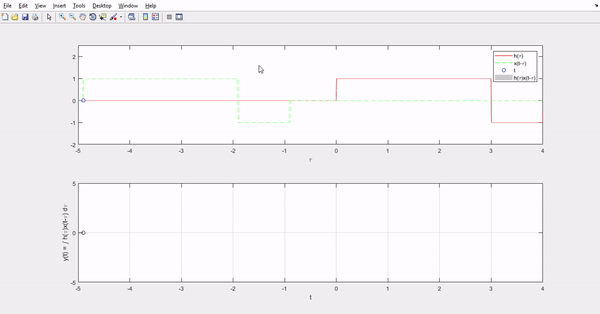 File Edit View Insert Tools Desktop Window Help
2
1
0
-1
-2
h(τ)
x(t-τ)
t
h(τ)x(t-τ)
-5 -4 -3 -2 -1 0 1 2 3 4
τ
5
0
-5
y(t) = ∫ h(τ)x(t-τ) dτ
-5 -4 -3 -2 -1 0 1 2 3 4
t